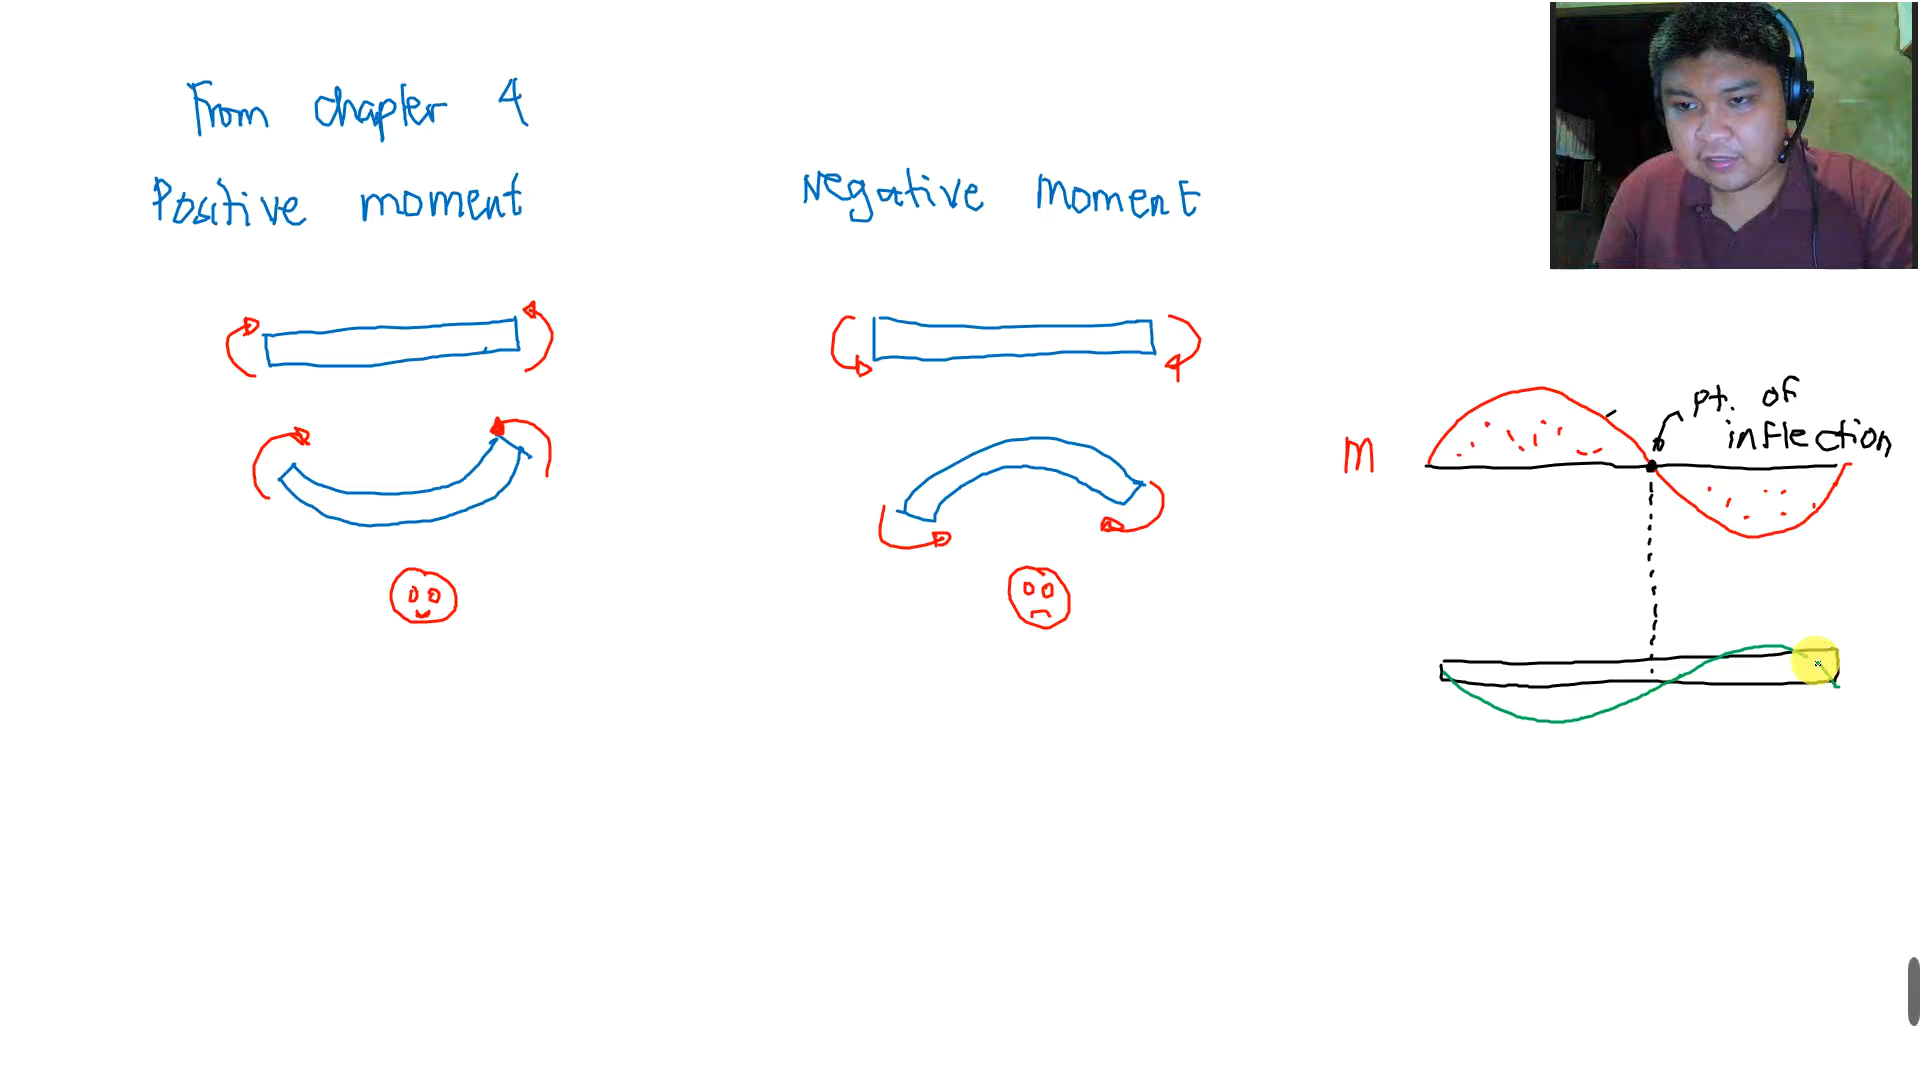 From chapter 4
Positive moment
Negative Moment
M
pt. of
inflection